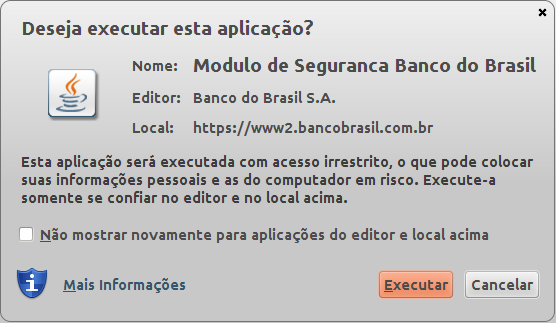 Deseja executar esta aplicação?
Nome: Modulo de Seguranca Banco do Brasil
Editor: Banco do Brasil S.A.
Local: https://www2.bancobrasil.com.br
Esta aplicação será executada com acesso irrestrito, o que pode colocar
suas informações pessoais e as do computador em risco. Execute-a
somente se confiar no editor e no local acima.
Não mostrar novamente para aplicações do editor e local acima
Mais Informações
Executar Cancelar